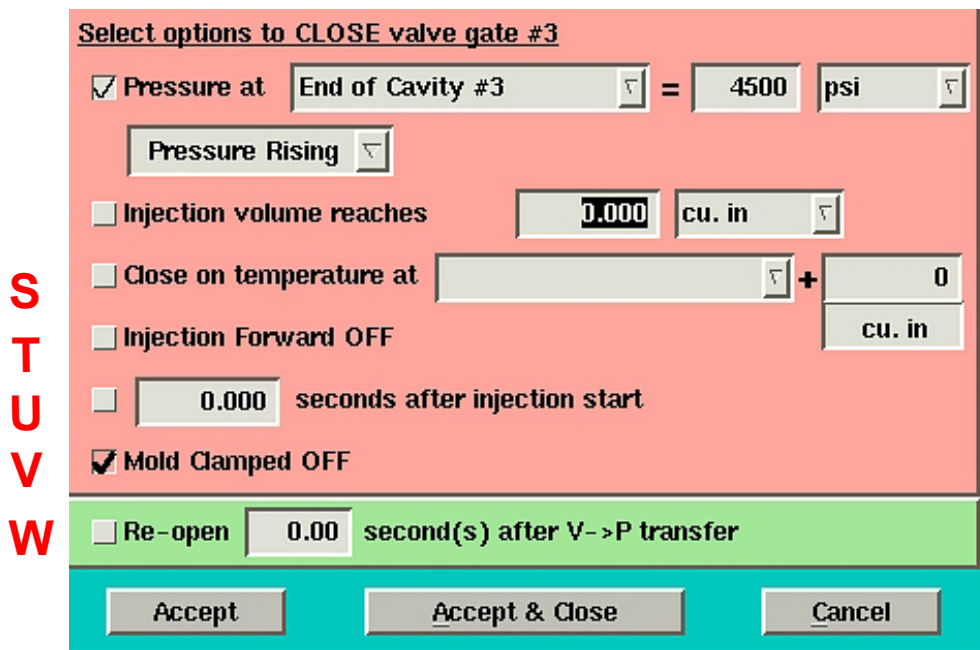 Select options to CLOSE valve gate #3
Pressure at End of Cavity #3 = 4500 psi
Pressure Rising
Injection volume reaches 0.000 cu. in
S Close on temperature at + 0
cu. in
T Injection Forward OFF
U 0.000 seconds after injection start
V Mold Clamped OFF
W Re-open 0.00 second(s) after V->P transfer
Accept Accept & Close Cancel